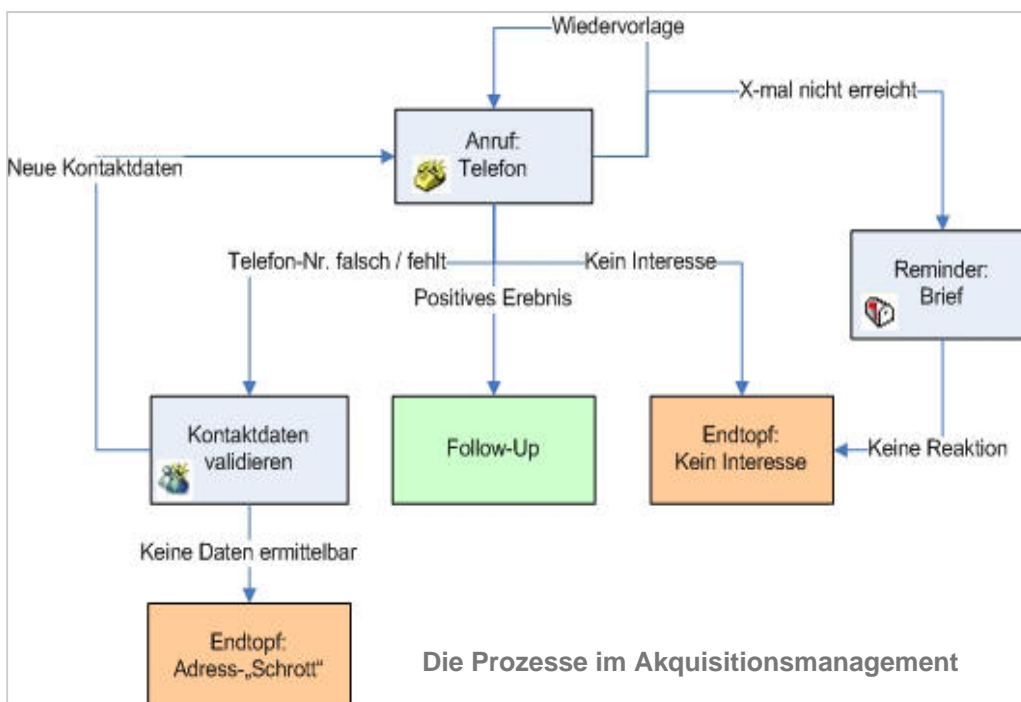 Wiedervorlage
X-mal nicht erreicht
Anruf:
Telefon
Neue Kontaktdaten
Telefon-Nr. falsch / fehlt
Kein Interesse
Positives Erebnis
Reminder:
Brief
Kontaktdaten
validieren
Follow-Up
Endtopf:
Kein Interesse
Keine Reaktion
Keine Daten ermittelbar
Endtopf:
Adress-„Schrott“
Die Prozesse im Akquisitionsmanagement